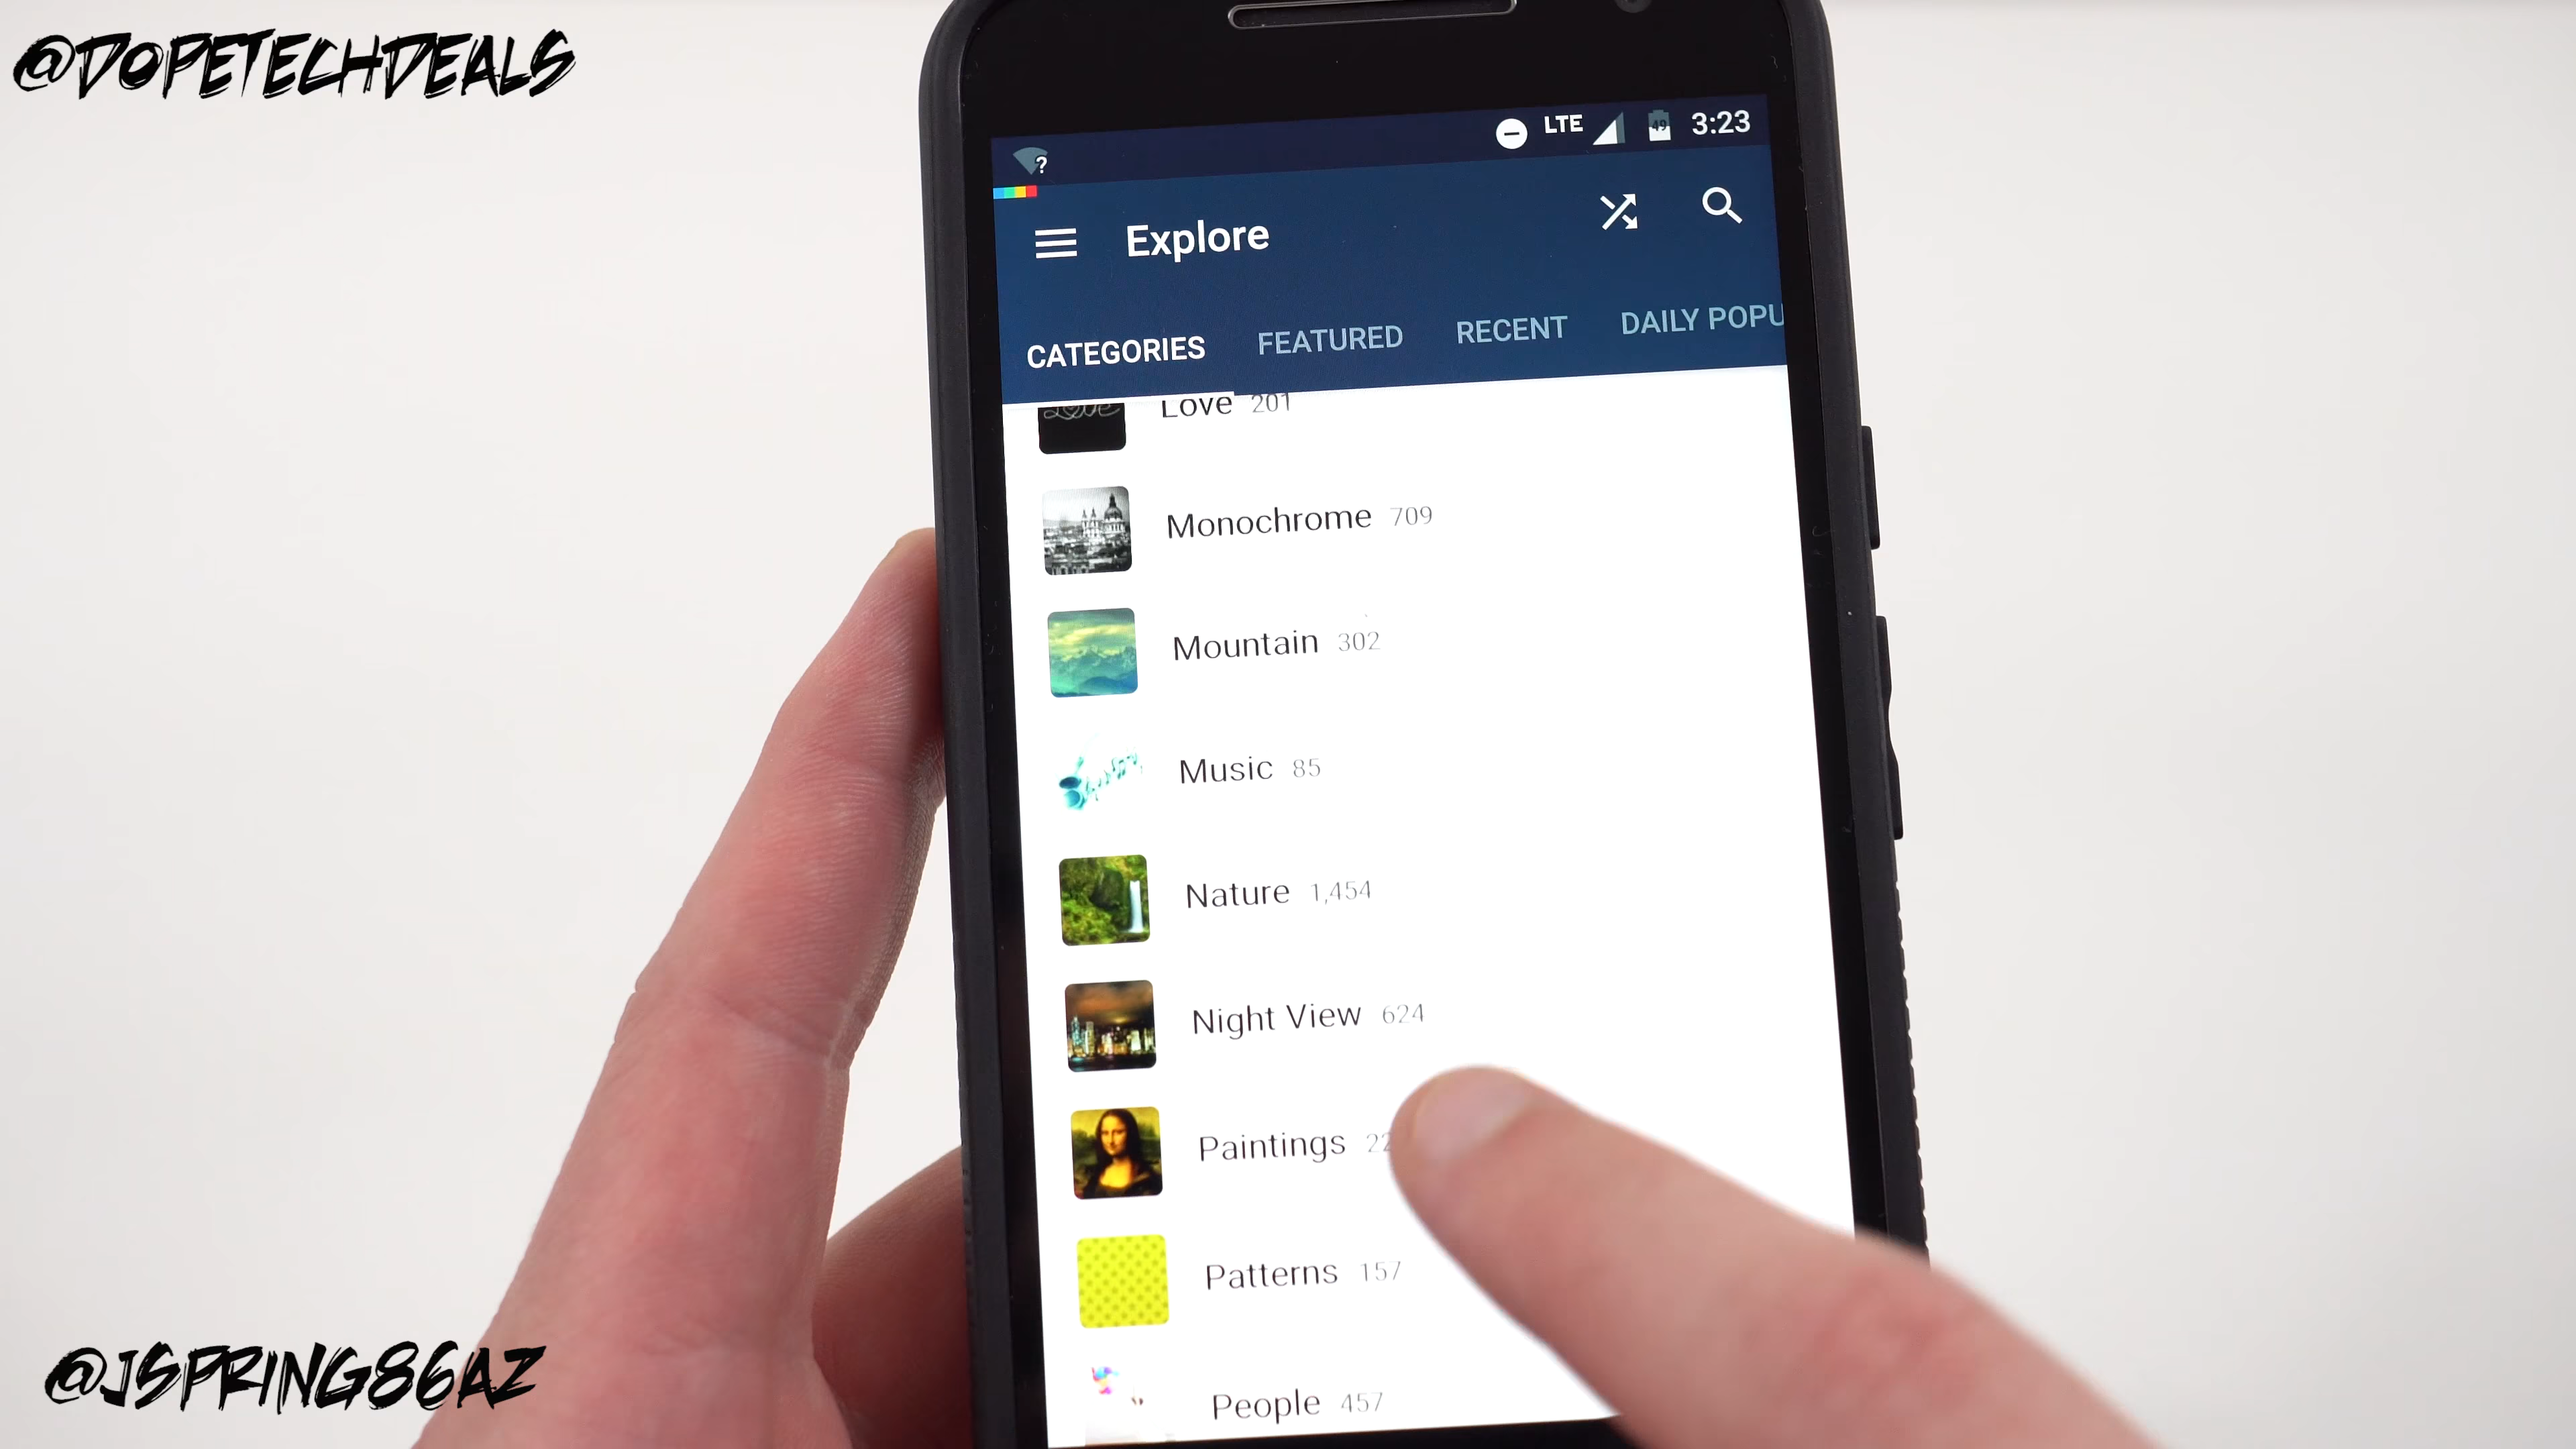 @DOPETECHDEALS
LTE 49 3:23
?
Explore
CATEGORIES FEATURED RECENT DAILY POPU
Love 201
Monochrome 709
Mountain 302
Music 85
Nature 1,454
Night View 624
Paintings
Patterns 157
People 457
@JSPRING86AZ